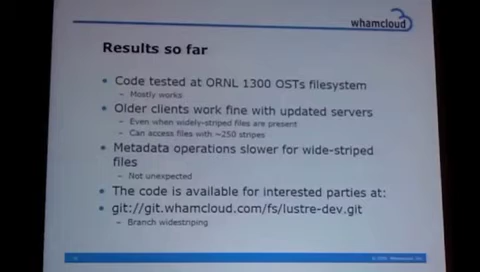 whamcloud
Results so far
• Code tested at ORNL 1300 OSTs filesystem
– Mostly works
• Older clients work fine with updated servers
– Even when widely-striped files are present
– Can access files with ~250 stripes
• Metadata operations slower for wide-striped
files
– Not unexpected
• The code is available for interested parties at:
• git://git.whamcloud.com/fs/lustre-dev.git
– Branch widestriping